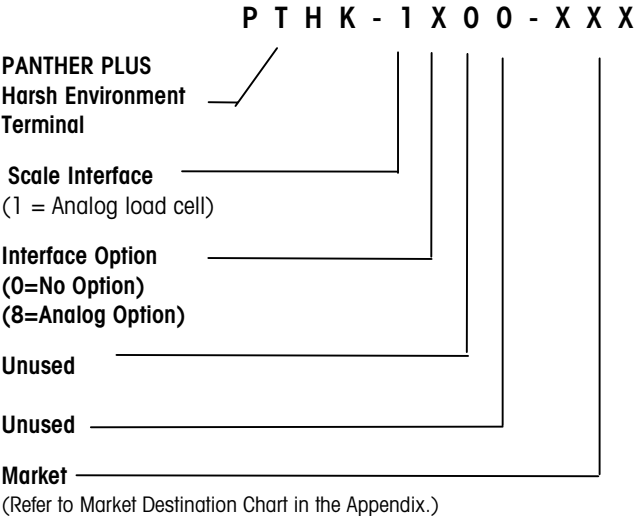 P T H K - 1 X 0 0 - X X X
PANTHER PLUS
Harsh Environment
Terminal
Scale Interface
(1 = Analog load cell)
Interface Option
(0=No Option)
(8=Analog Option)
Unused
Unused
Market
(Refer to Market Destination Chart in the Appendix.)